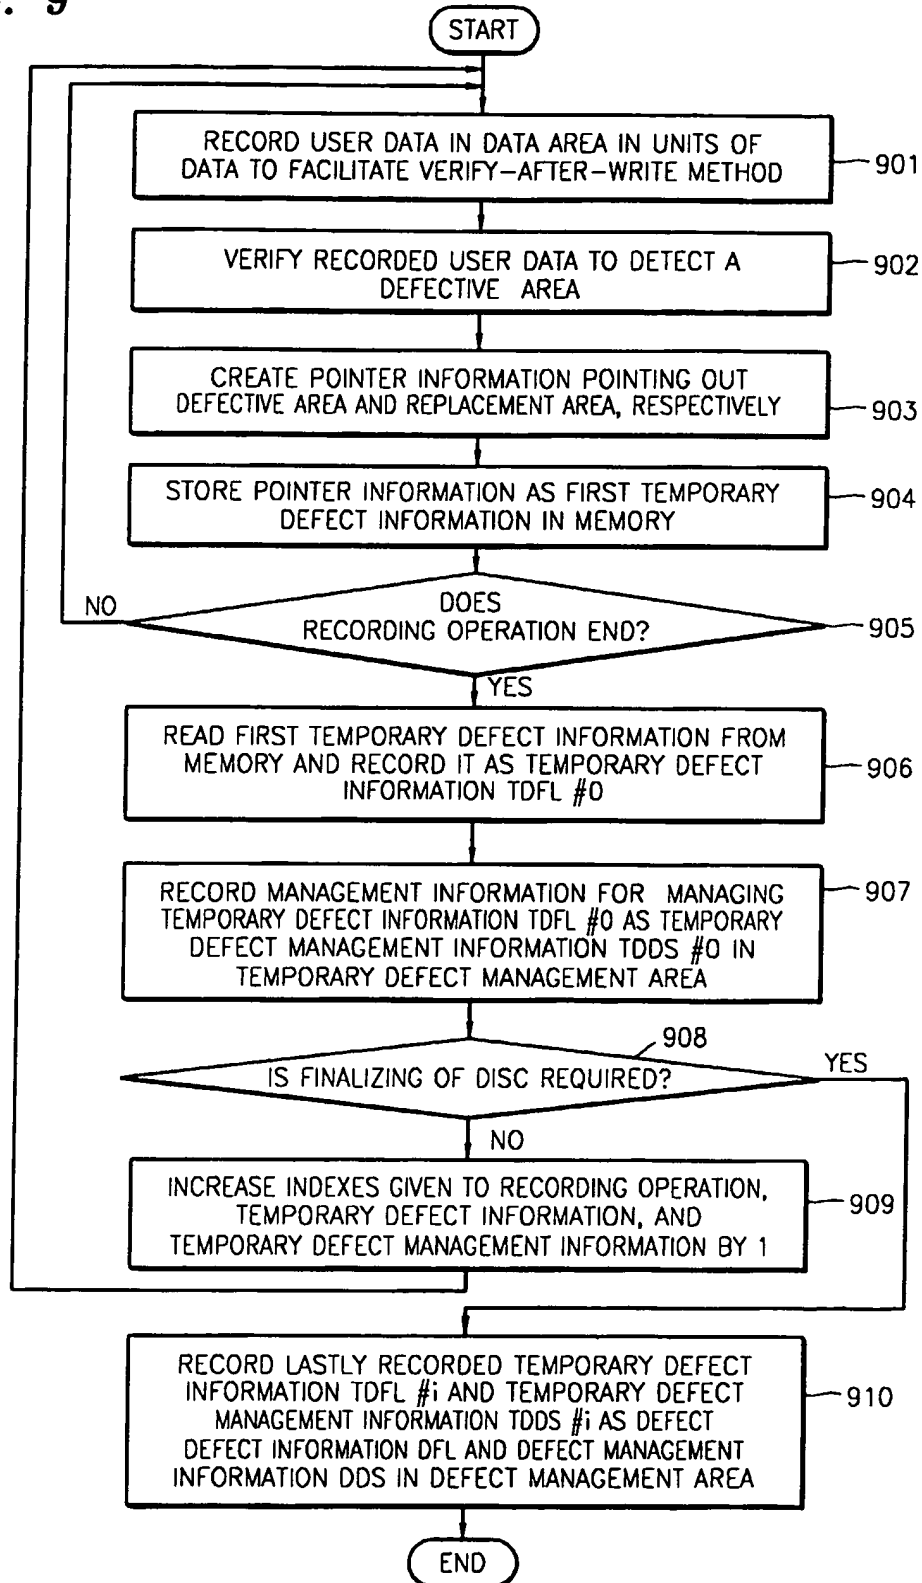 . 9
START
RECORD USER DATA IN DATA AREA IN UNITS OF
DATA TO FACILITATE VERIFY-AFTER-WRITE METHOD
901
VERIFY RECORDED USER DATA TO DETECT A
DEFECTIVE AREA
902
CREATE POINTER INFORMATION POINTING OUT
DEFECTIVE AREA AND REPLACEMENT AREA, RESPECTIVELY
903
STORE POINTER INFORMATION AS FIRST TEMPORARY
DEFECT INFORMATION IN MEMORY
904
NO
DOES
RECORDING OPERATION END?
905
YES
READ FIRST TEMPORARY DEFECT INFORMATION FROM
MEMORY AND RECORD IT AS TEMPORARY DEFECT
INFORMATION TDFL #0
906
RECORD MANAGEMENT INFORMATION FOR MANAGING
TEMPORARY DEFECT INFORMATION TDFL #0 AS TEMPORARY
DEFECT MANAGEMENT INFORMATION TDDS #0 IN
TEMPORARY DEFECT MANAGEMENT AREA
907
908
IS FINALIZING OF DISC REQUIRED?
YES
NO
INCREASE INDEXES GIVEN TO RECORDING OPERATION,
TEMPORARY DEFECT INFORMATION, AND
TEMPORARY DEFECT MANAGEMENT INFORMATION BY 1
909
RECORD LASTLY RECORDED TEMPORARY DEFECT
INFORMATION TDFL #i AND TEMPORARY DEFECT
MANAGEMENT INFORMATION TDDS #i AS DEFECT
DEFECT INFORMATION DFL AND DEFECT MANAGEMENT
INFORMATION DDS IN DEFECT MANAGEMENT AREA
910
END